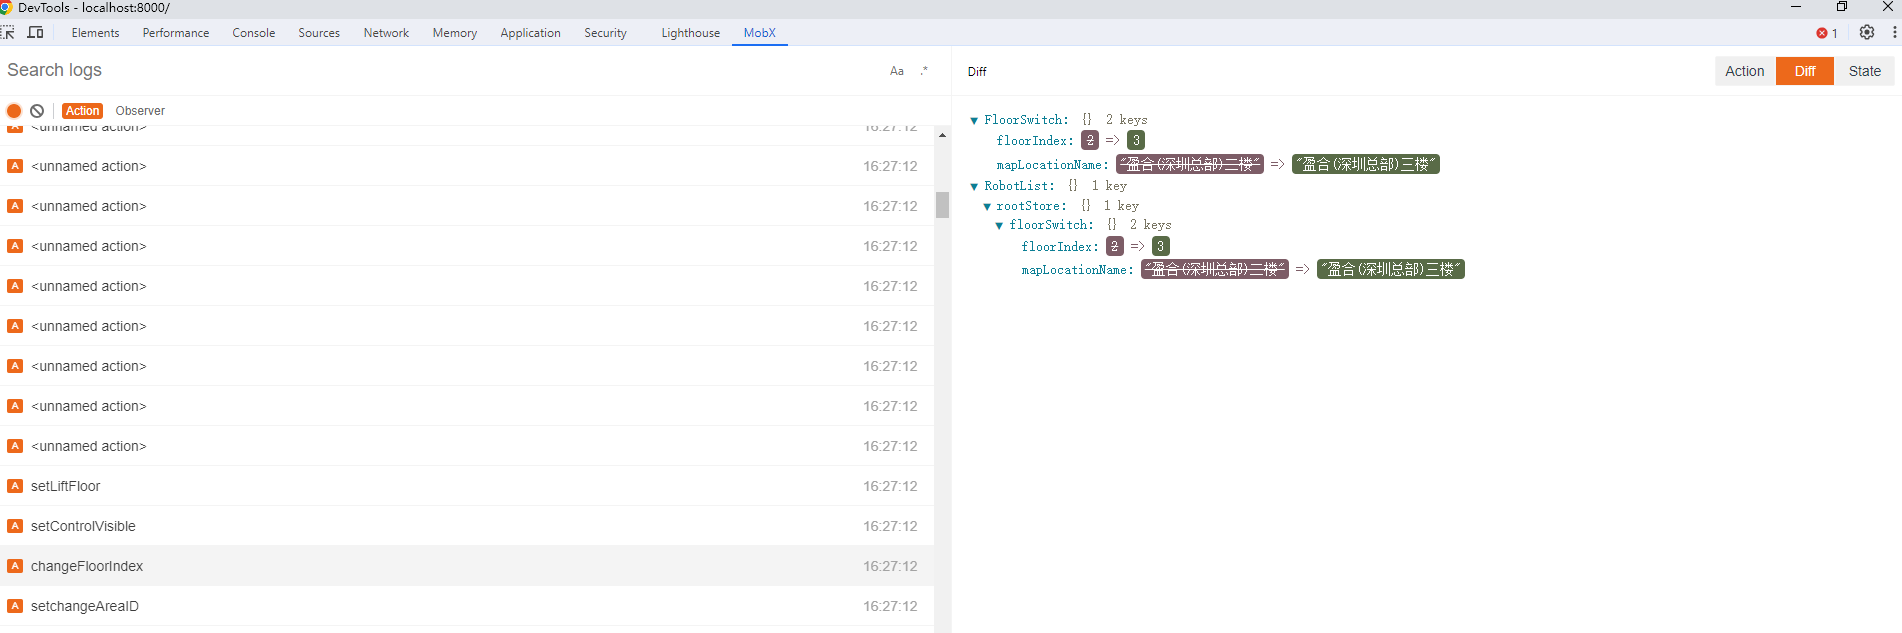 DevTools - localhost:8000/
Elements Performance Console Sources Network Memory Application Security Lighthouse MobX 1
Search logs Aa .*
Action Observer
A <unnamed action> 16:27:12
A <unnamed action> 16:27:12
A <unnamed action> 16:27:12
A <unnamed action> 16:27:12
A <unnamed action> 16:27:12
A <unnamed action> 16:27:12
A <unnamed action> 16:27:12
A <unnamed action> 16:27:12
A <unnamed action> 16:27:12
A setLiftFloor 16:27:12
A setControlVisible 16:27:12
A changeFloorIndex 16:27:12
A setchangeAreaID 16:27:12
Diff Action Diff State
▼ FloorSwitch: {} 2 keys
floorIndex: 2 => 3
mapLocationName: "盈合(深圳总部)二楼" => "盈合(深圳总部)三楼"
▼ RobotList: {} 1 key
▼ rootStore: {} 1 key
▼ floorSwitch: {} 2 keys
floorIndex: 2 => 3
mapLocationName: "盈合(深圳总部)二楼" => "盈合(深圳总部)三楼"